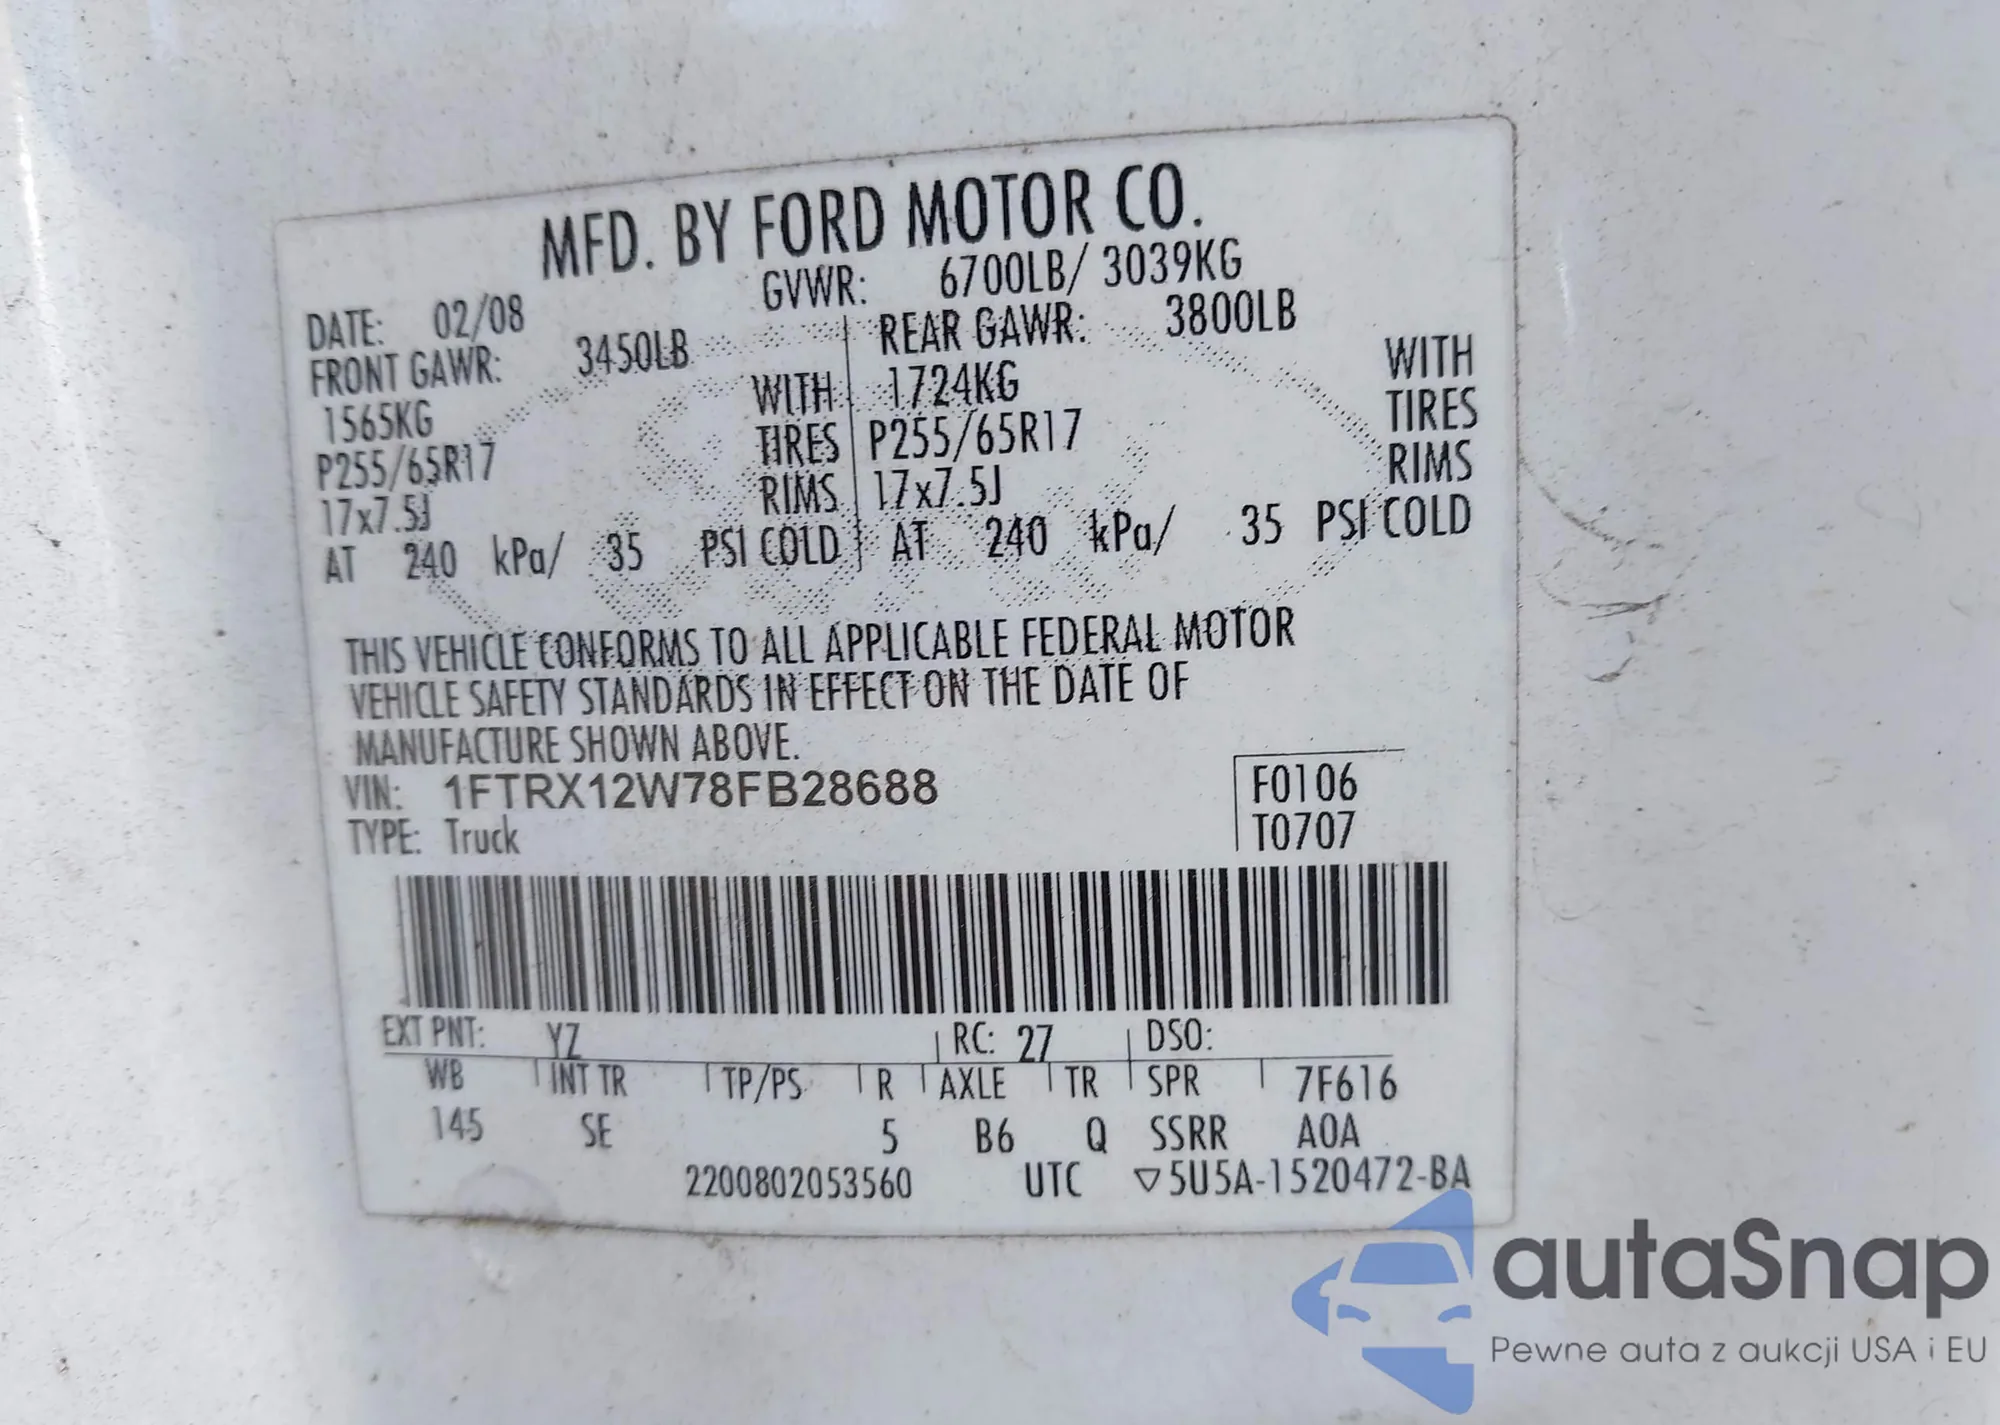 MFD. BY FORD MOTOR CO.
DATE: 02/08 GVWR: 6700LB/ 3039KG
FRONT GAWR: 3450LB REAR GAWR: 3800LB
1565KG WITH 1724KG WITH
P255/65R17 TIRES P255/65R17 TIRES
17x7.5J RIMS 17x7.5J RIMS
AT 240 kPa/ 35 PSI COLD AT 240 kPa/ 35 PSI COLD
THIS VEHICLE CONFORMS TO ALL APPLICABLE FEDERAL MOTOR
VEHICLE SAFETY STANDARDS IN EFFECT ON THE DATE OF
MANUFACTURE SHOWN ABOVE.
VIN: 1FTRX12W78FB28688 F0106
TYPE: Truck T0707
EXT PNT: YZ RC: 27 DSO:
WB INT TR TP/PS R AXLE TR SPR 7F616
145 SE 5 B6 Q SSRR A0A
2200802053560 UTC ▽5U5A-1520472-BA
autaSnap
Pewne auta z aukcji USA i EU